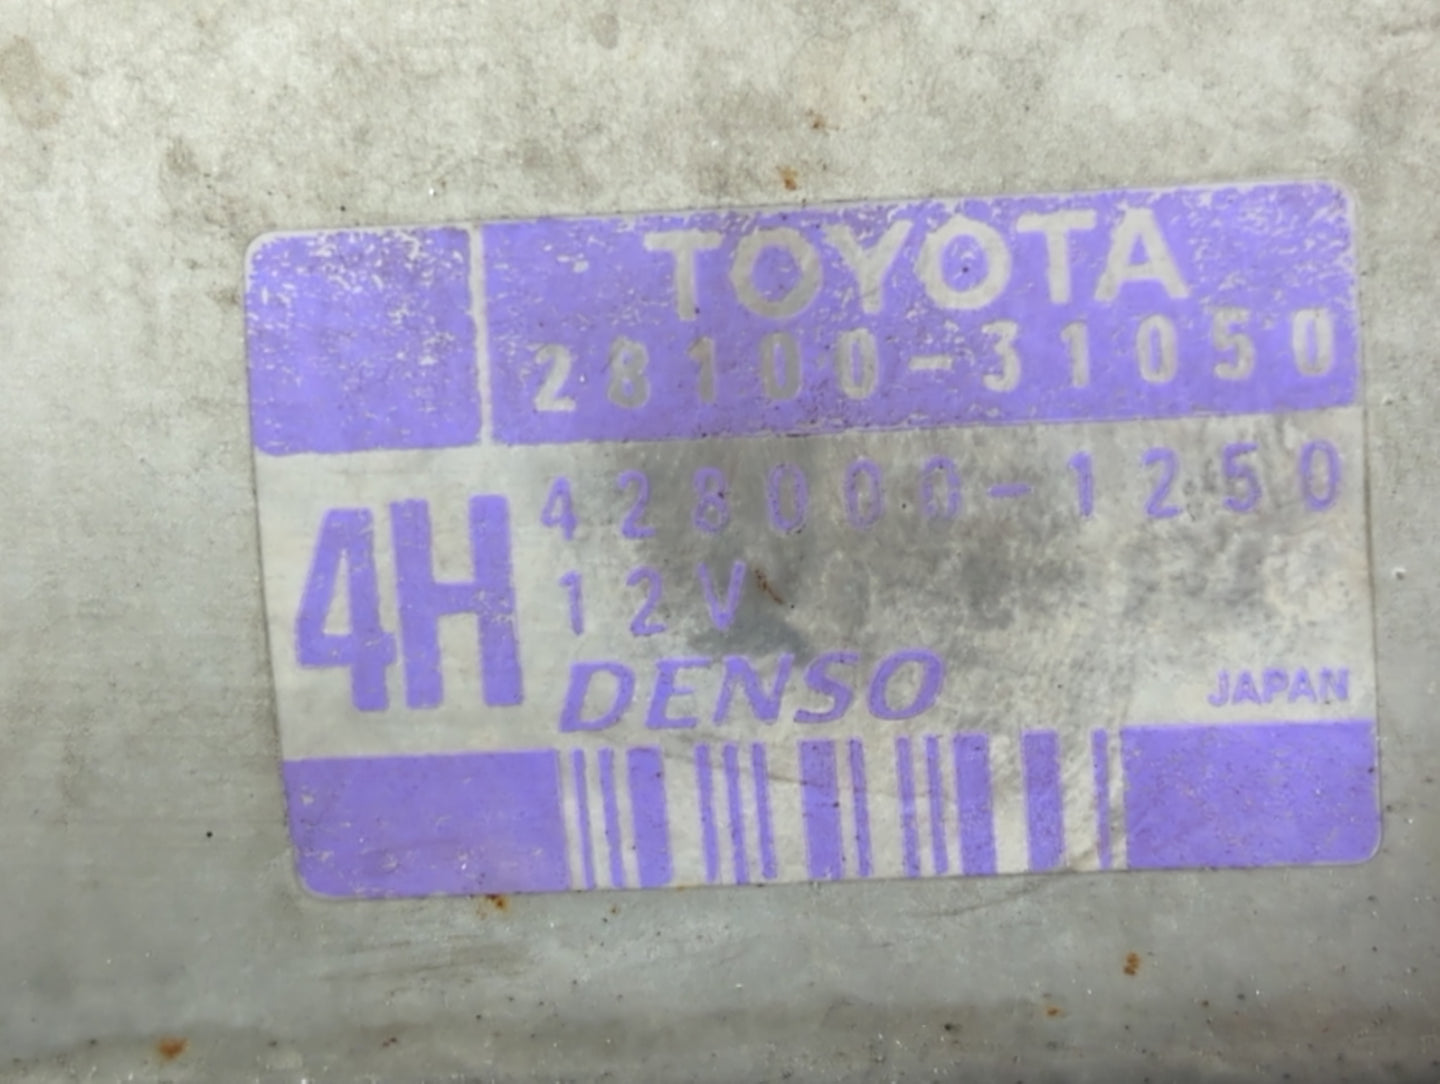 TOYOTA
28100-31050
4H
428000-1250
12V
DENSO
JAPAN